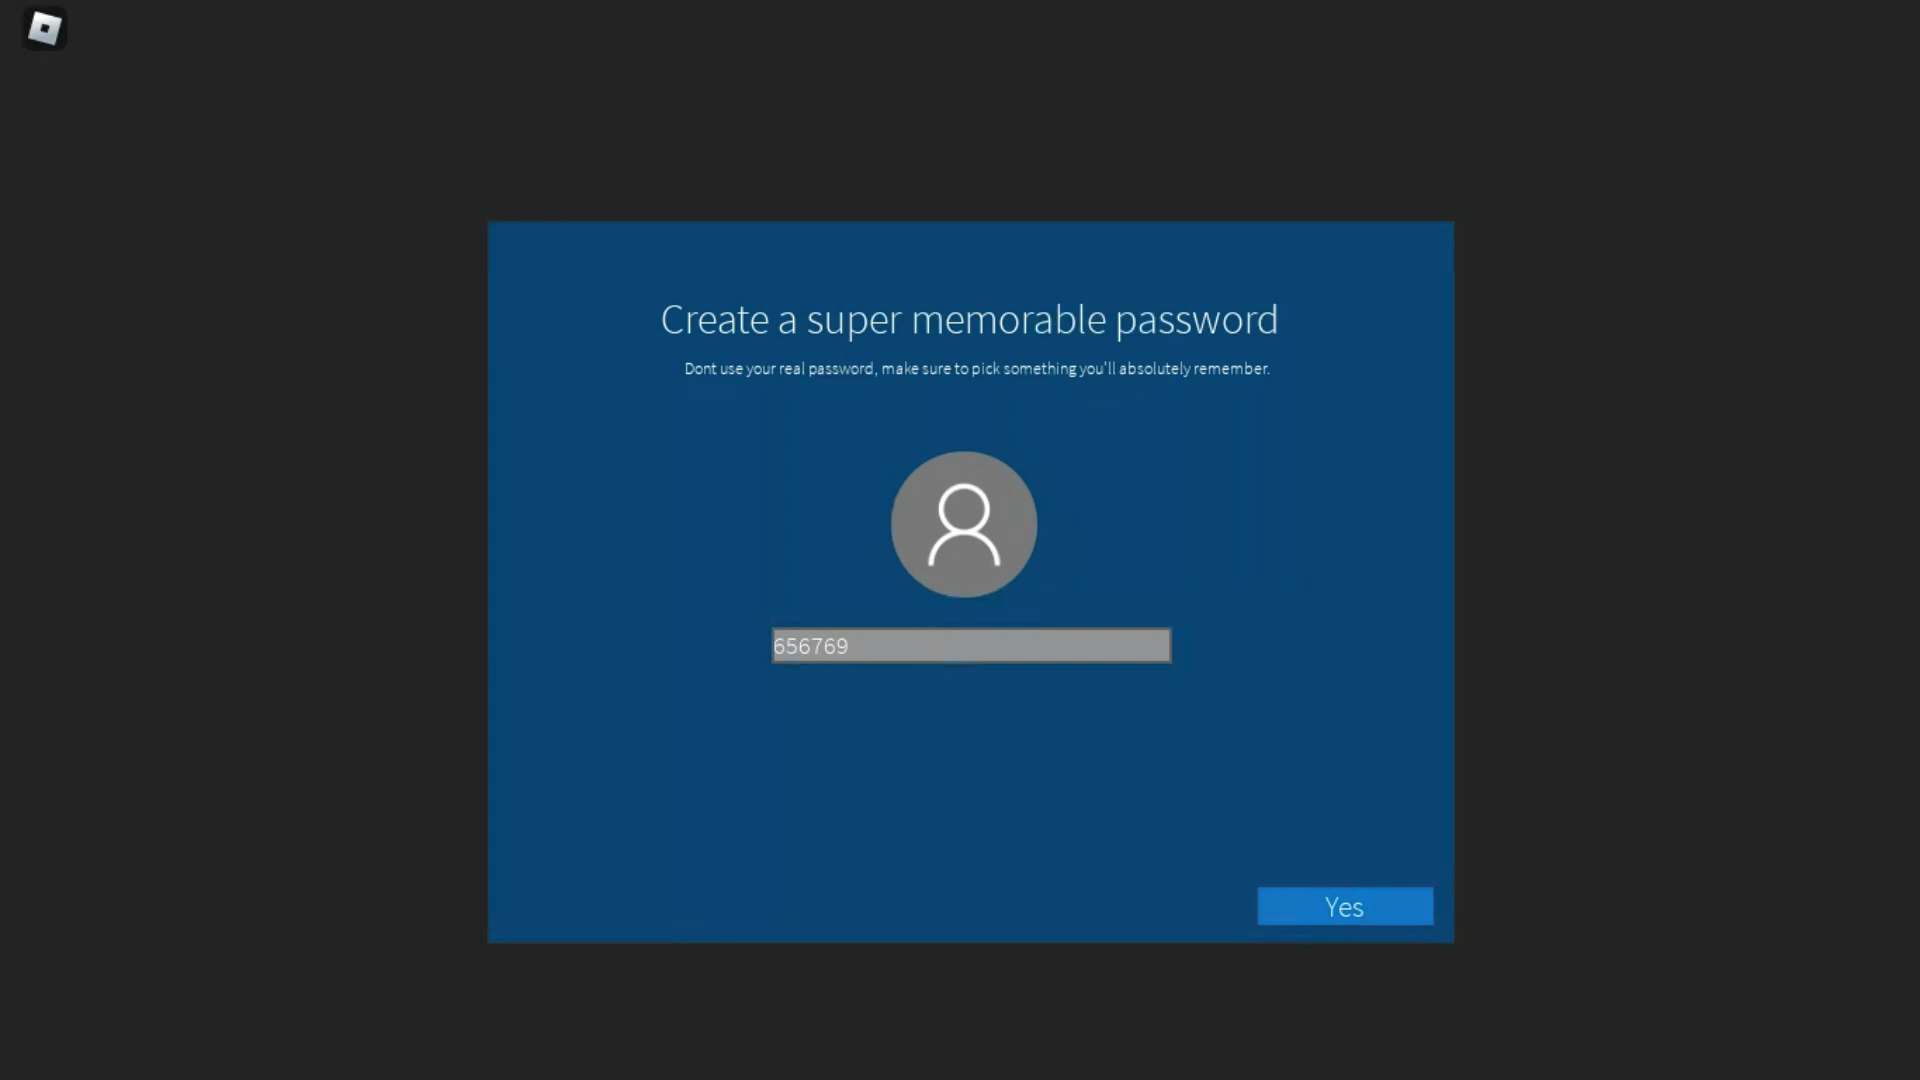 Create a super memorable password
Dont use your real password, make sure to pick something you'll absolutely remember.
656769
Yes